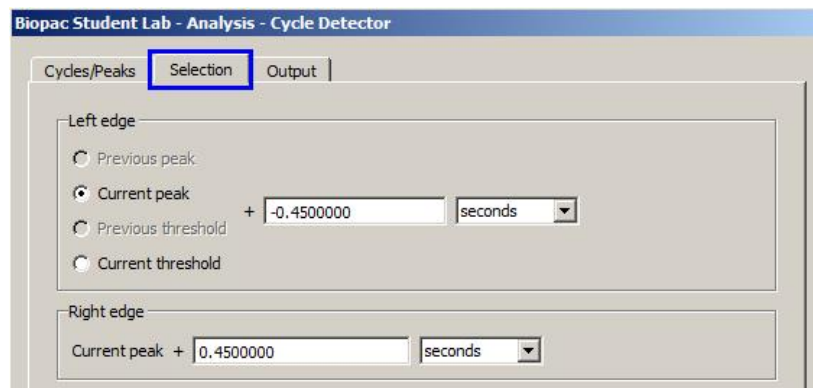 Biopac Student Lab - Analysis - Cycle Detector
Cycles/Peaks Selection Output
Left edge
Previous peak
Current peak
+ -0.4500000 seconds
Previous threshold
Current threshold
Right edge
Current peak + 0.4500000 seconds